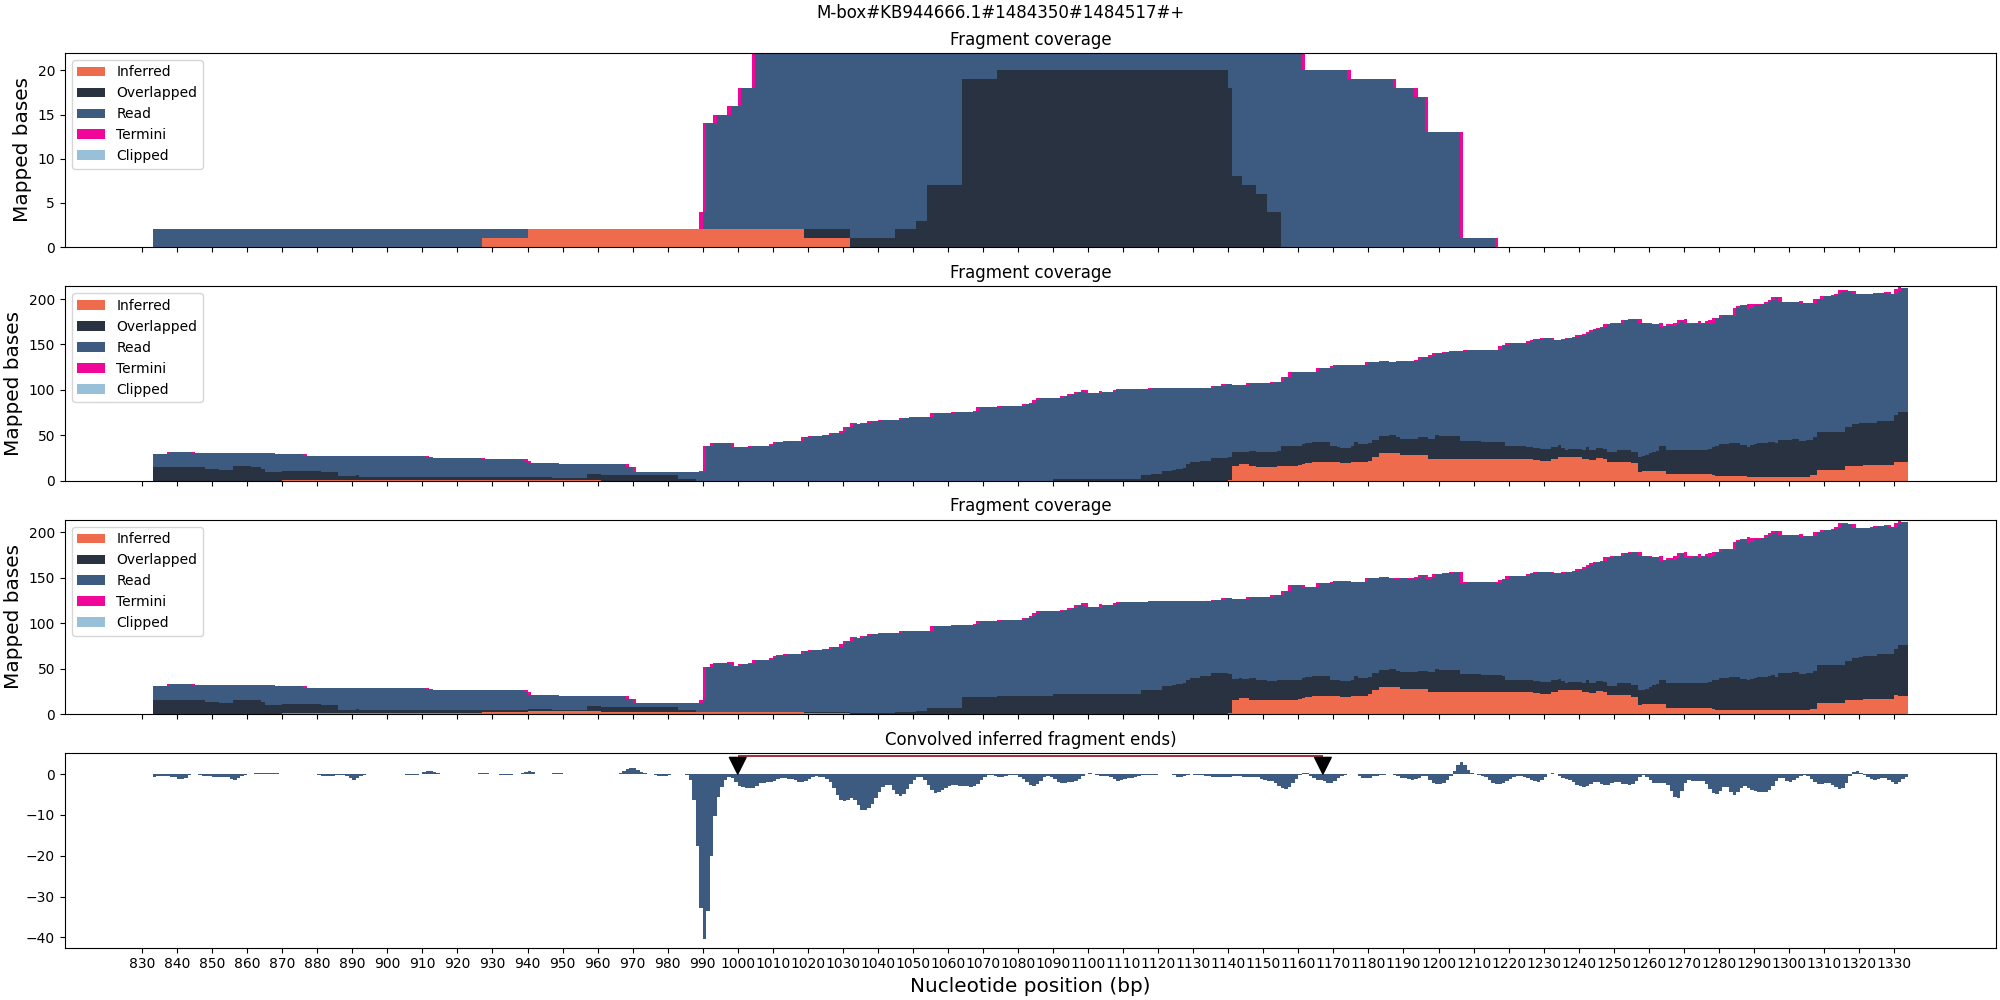 M-box#KB944666.1#1484350#1484517#+
Fragment coverage
Mapped bases
20
15
10
5
0
Inferred
Overlapped
Read
Termini
Clipped
Fragment coverage
Mapped bases
200
150
100
50
0
Inferred
Overlapped
Read
Termini
Clipped
Fragment coverage
Mapped bases
200
150
100
50
0
Inferred
Overlapped
Read
Termini
Clipped
Convolved inferred fragment ends)
0
−10
−20
−30
−40
830 840 850 860 870 880 890 900 910 920 930 940 950 960 970 980 990 1000 1010 1020 1030 1040 1050 1060 1070 1080 1090 1100 1110 1120 1130 1140 1150 1160 1170 1180 1190 1200 1210 1220 1230 1240 1250 1260 1270 1280 1290 1300 1310 1320 1330
Nucleotide position (bp)